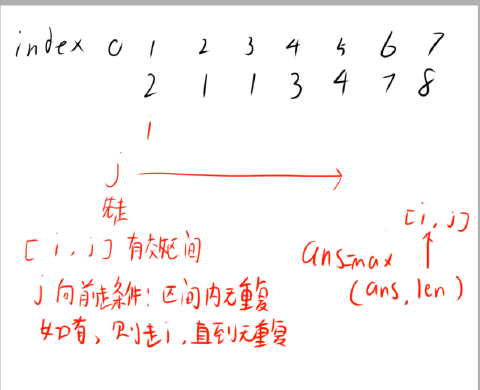 index 0 1 2 3 4 5 6 7
2 1 1 3 4 7 8
1
j
先走
[i,j]
[i,j] 有效区间
ans=max
(ans,len)
j 向前走条件:区间内无重复
如有,则走i,直到无重复